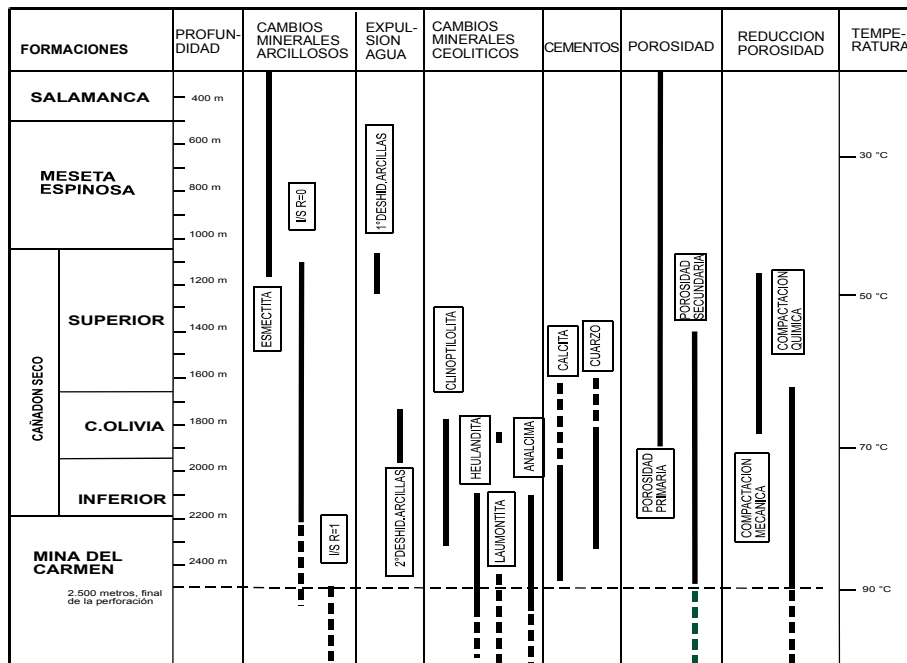 FORMACIONES
PROFUN-
DIDAD
CAMBIOS
MINERALES
ARCILLOSOS
EXPUL-
SION
AGUA
CAMBIOS
MINERALES
CEOLITICOS
CEMENTOS
POROSIDAD
REDUCCION
POROSIDAD
TEMPE-
RATURA
SALAMANCA
MESETA
ESPINOSA
CAÑADON SECO
SUPERIOR
C.OLIVIA
INFERIOR
MINA DEL
CARMEN
2.500 metros, final
de la perforación
400 m
600 m
800 m
1000 m
1200 m
1400 m
1600 m
1800 m
2000 m
2200 m
2400 m
ESMECTITA
I/S R=0
I/S R=1
1°DESHID.ARCILLAS
2°DESHID.ARCILLAS
CLINOPTILOLITA
HEULANDITA
LAUMONTITA
ANALCIMA
CALCITA
CUARZO
POROSIDAD
PRIMARIA
POROSIDAD
SECUNDARIA
COMPACTACION
MECANICA
COMPACTACION
QUIMICA
30 °C
50 °C
70 °C
90 °C